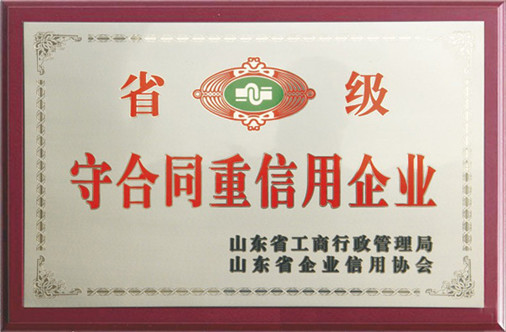 省级
守合同重信用企业
山东省工商行政管理局
山东省企业信用协会